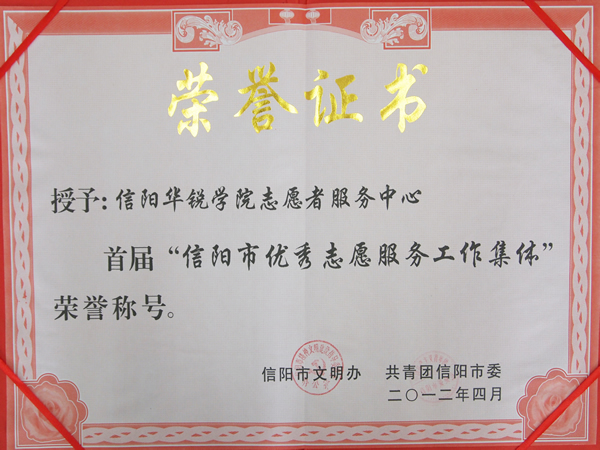 荣誉证书
授予：信阳华锐学院志愿者服务中心
首届“信阳市优秀志愿服务工作集体”
荣誉称号。
信阳市文明办 共青团信阳市委
二〇一二年四月